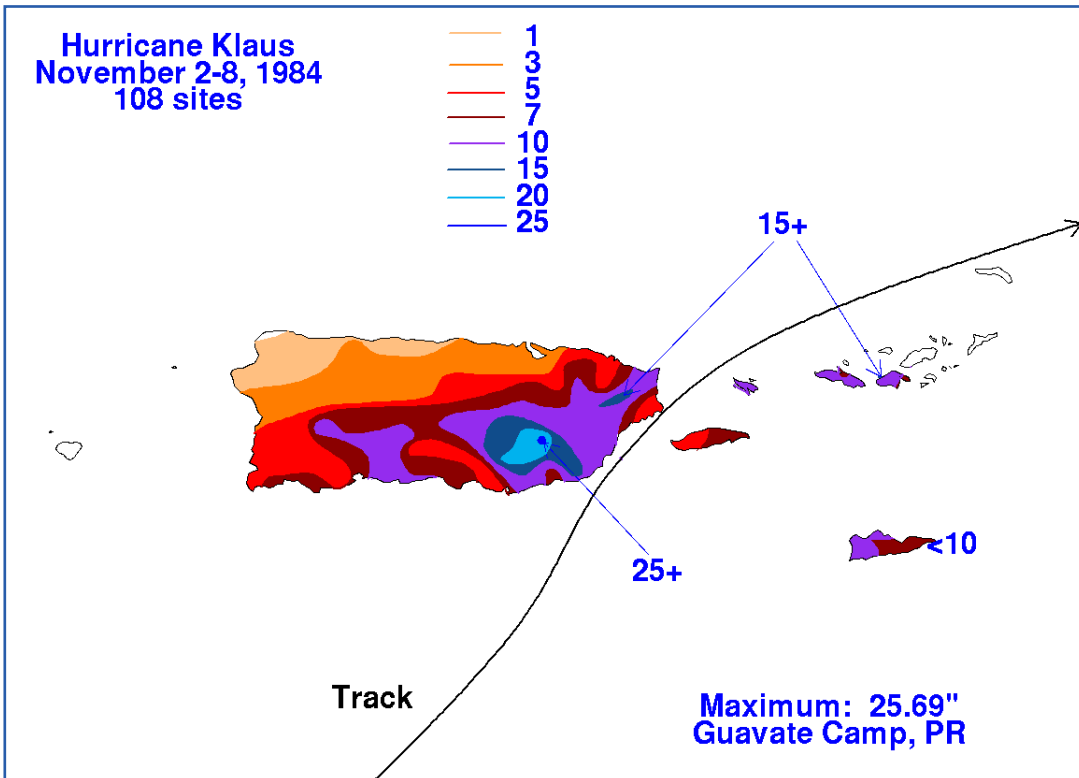 Hurricane Klaus
November 2-8, 1984
108 sites
1
3
5
7
10
15
20
25
15+
25+
<10
Track
Maximum: 25.69"
Guavate Camp, PR